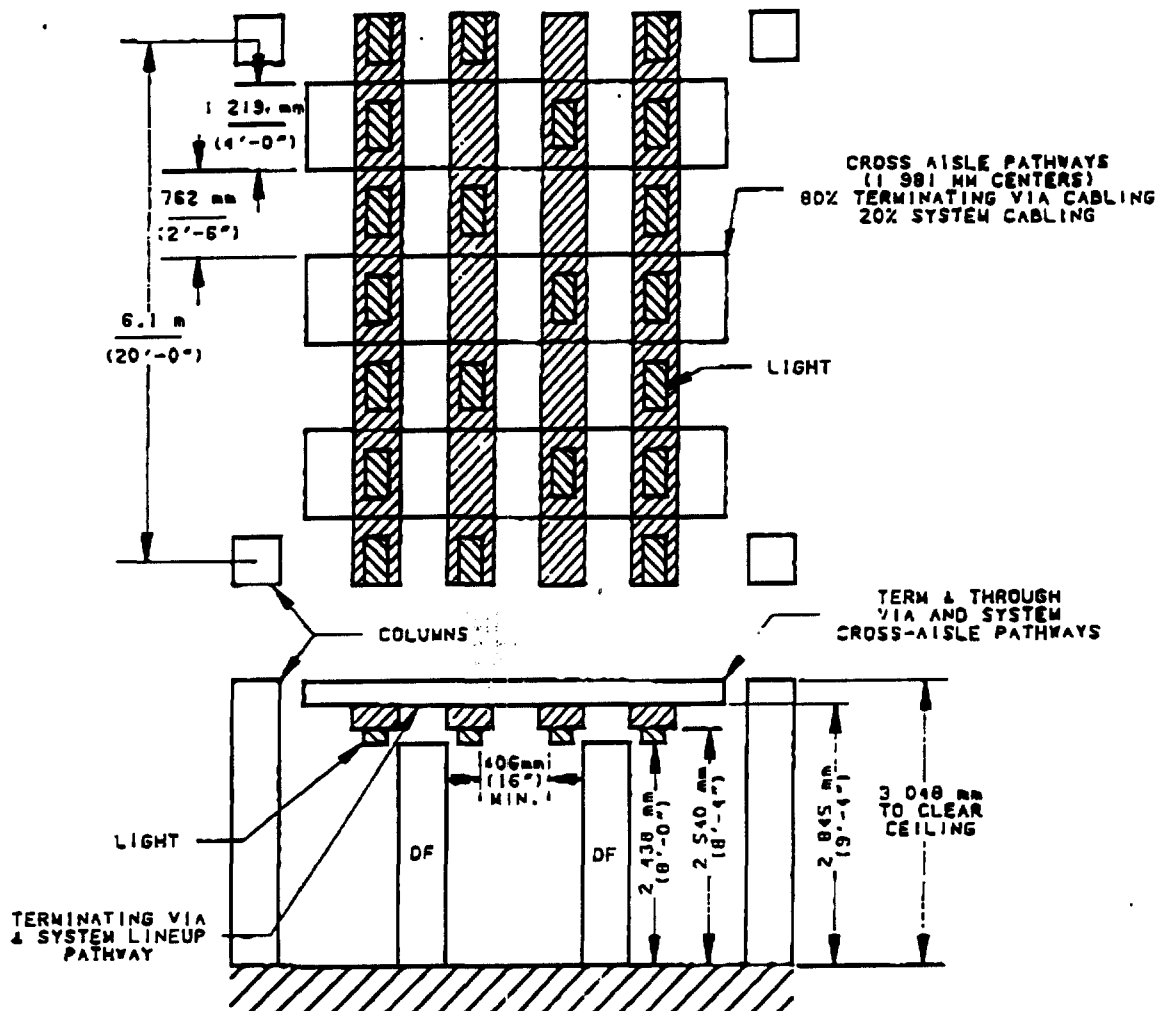 1 219. mm
(4'-0")
762 mm
(2'-6")
6.1 m
(20'-0")
CROSS AISLE PATHWAYS
(1 981 MM CENTERS)
80% TERMINATING VIA CABLING
20% SYSTEM CABLING
LIGHT
COLUMNS
TERM & THROUGH
VIA AND SYSTEM
CROSS-AISLE PATHWAYS
406mm
(16")
MIN.
LIGHT
DF
DF
2 438 mm
(8'-0")
2 540 mm
(8'-4")
2 845 mm
(9'-4")
3 048 mm
TO CLEAR
CEILING
TERMINATING VIA
& SYSTEM LINEUP
PATHWAY